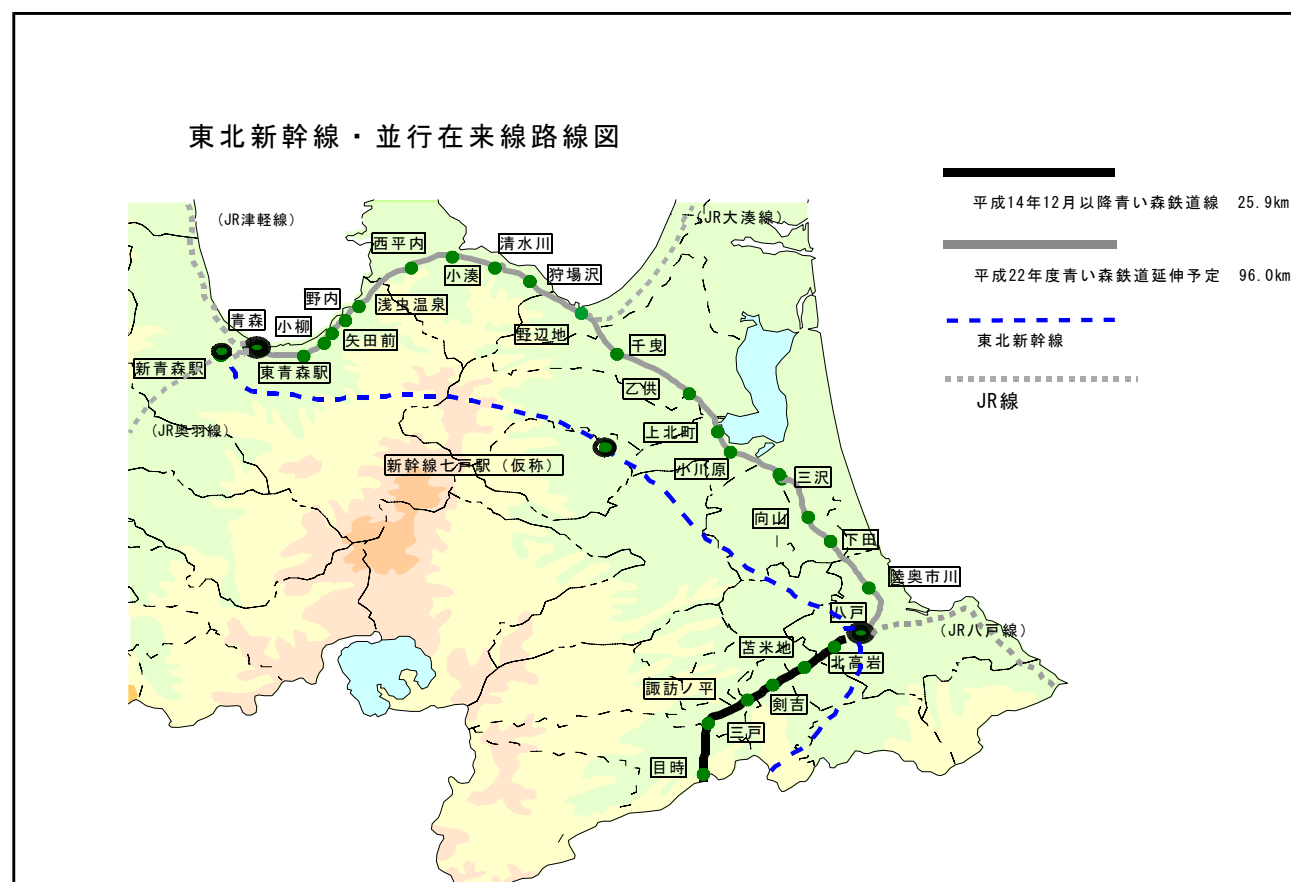 東北新幹線・並行在来線路線図
平成14年12月以降青い森鉄道線 25.9km
平成22年度青い森鉄道延伸予定 96.0km
東北新幹線
JR線
(JR津軽線)
(JR大湊線)
西平内
清水川
小湊
狩場沢
野内
浅虫温泉
青森
小柳
野辺地
矢田前
千曳
新青森駅
東青森駅
乙供
(JR奥羽線)
上北町
新幹線七戸駅（仮称）
小川原
三沢
向山
下田
陸奥市川
八戸
(JR八戸線)
苫米地
北高岩
諏訪ノ平
剣吉
三戸
目時